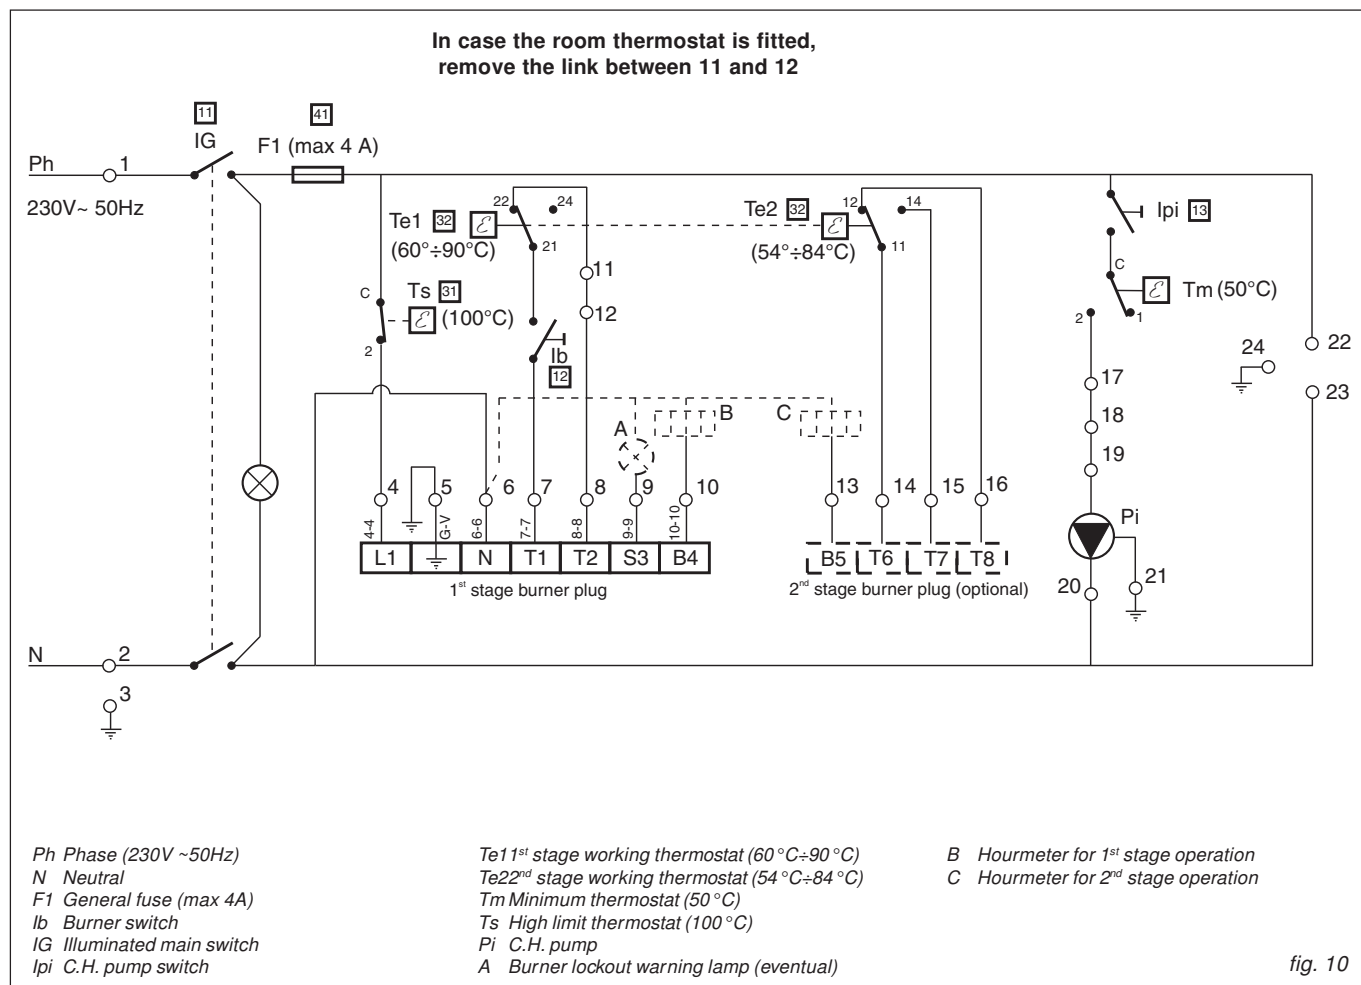 In case the room thermostat is fitted,
remove the link between 11 and 12
11
IG
41
F1 (max 4 A)
Ph
1
230V~ 50Hz
22
24
Te1 32
ℰ
(60°÷90°C)
21
Te2 32
12
14
ℰ
(54°÷84°C)
11
Ipi 13
C
ℰ
Tm (50°C)
2
1
11
12
C
Ts 31
ℰ
(100°C)
2
Ib
12
24
22
23
17
18
19
A
B
C
4
5
6
7
8
9
10
13
14
15
16
4-4
G-V
6-6
7-7
8-8
9-9
10-10
L1
N
T1
T2
S3
B4
B5
T6
T7
T8
1st stage burner plug
2nd stage burner plug (optional)
Pi
20
21
N
2
3
Ph Phase (230V ~50Hz)
N Neutral
F1 General fuse (max 4A)
Ib Burner switch
IG Illuminated main switch
Ipi C.H. pump switch
Te11st stage working thermostat (60°C÷90°C)
Te22nd stage working thermostat (54°C÷84°C)
Tm Minimum thermostat (50°C)
Ts High limit thermostat (100°C)
Pi C.H. pump
A Burner lockout warning lamp (eventual)
B Hourmeter for 1st stage operation
C Hourmeter for 2nd stage operation
fig. 10